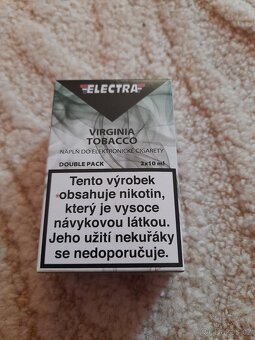 ELECTRA
VIRGINIA
TOBACCO
NÁPLŇ DO ELEKTRONICKÉ CIGARETY
DOUBLE PACK 2x10 ml
Tento výrobek
obsahuje nikotin,
který je vysoce
návykovou látkou.
Jeho užití nekuřáky
se nedoporučuje.